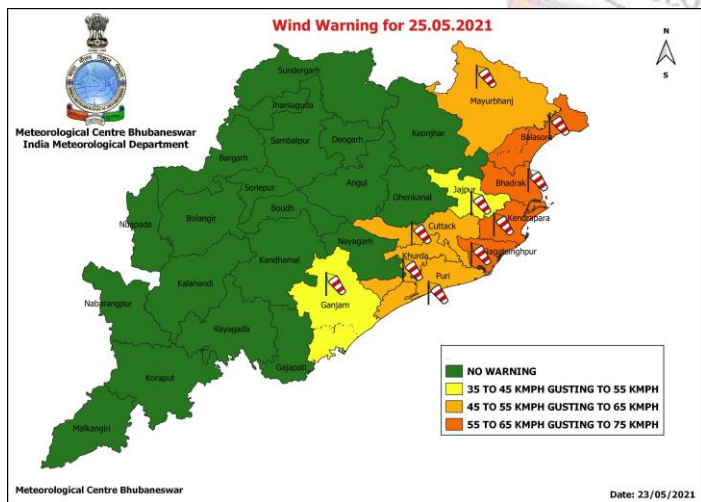 Wind Warning for 25.05.2021
N
S
Meteorological Centre Bhubaneswar
India Meteorological Department
Sundergarh
Jharsuguda
Mayurbhanj
Sambalpur
Deogarh
Keonjhar
Balasore
Bargarh
Sonepur
Angul
Bhadrak
Jajpur
Dhenkanal
Nuapada
Bolangir
Boudh
Kendrapara
Cuttack
Nayagarh
Jagatsinghpur
Kandhamal
Khurda
Puri
Kalahandi
Nabarangpur
Ganjam
Rayagada
Gajapati
Koraput
Malkangiri
NO WARNING
35 TO 45 KMPH GUSTING TO 55 KMPH
45 TO 55 KMPH GUSTING TO 65 KMPH
55 TO 65 KMPH GUSTING TO 75 KMPH
Meteorological Centre Bhubaneswar
Date: 23/05/2021